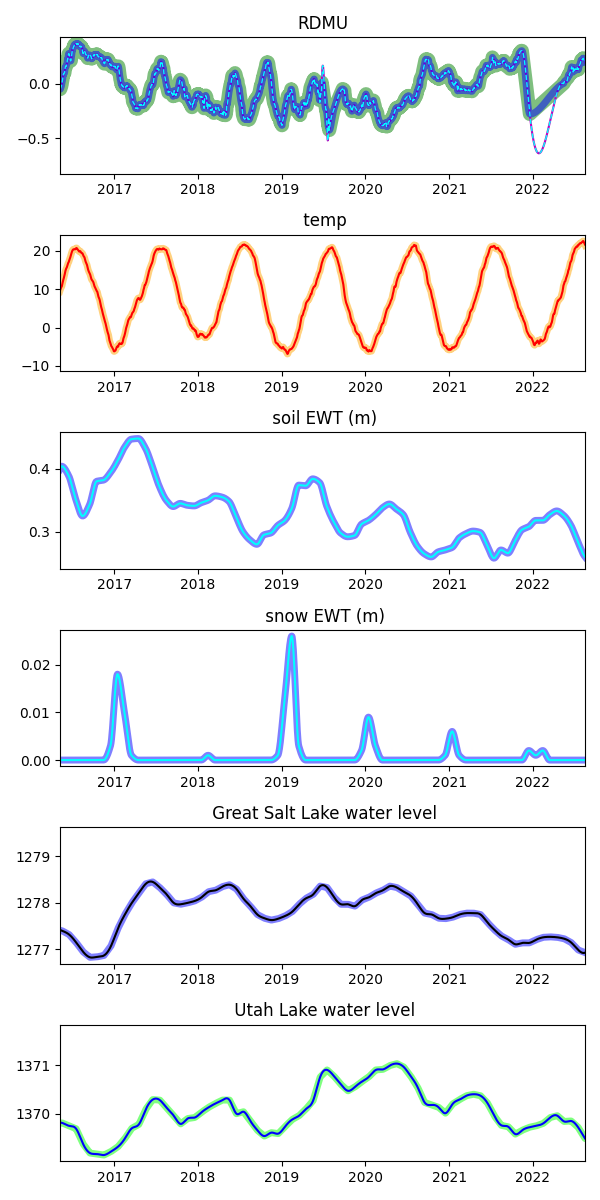 RDMU
0.0
−0.5
2017 2018 2019 2020 2021 2022
temp
20
10
0
−10
2017 2018 2019 2020 2021 2022
soil EWT (m)
0.4
0.3
2017 2018 2019 2020 2021 2022
snow EWT (m)
0.02
0.01
0.00
2017 2018 2019 2020 2021 2022
Great Salt Lake water level
1279
1278
1277
2017 2018 2019 2020 2021 2022
Utah Lake water level
1371
1370
2017 2018 2019 2020 2021 2022